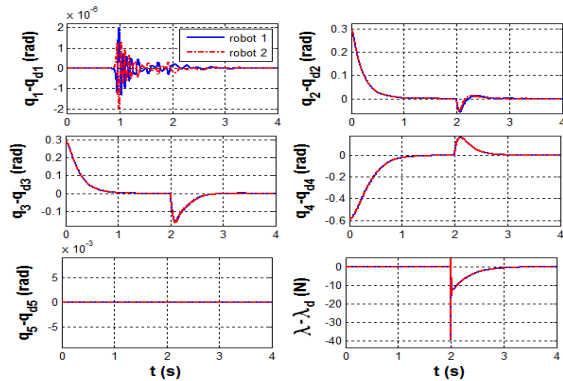 2 × 10⁻⁶
robot 1
robot 2
q1-qd1 (rad)
1
0
-1
-2
0 1 2 3 4
q2-qd2 (rad)
0.3
0.2
0.1
0
0 1 2 3 4
q3-qd3 (rad)
0.3
0.2
0.1
0
-0.1
0 1 2 3 4
q4-qd4 (rad)
0
-0.2
-0.4
-0.6
0 1 2 3 4
× 10⁻³
q5-qd5 (rad)
5
0
-5
0 1 2 3 4
t (s)
λ-λd (N)
0
-10
-20
-30
-40
0 1 2 3 4
t (s)